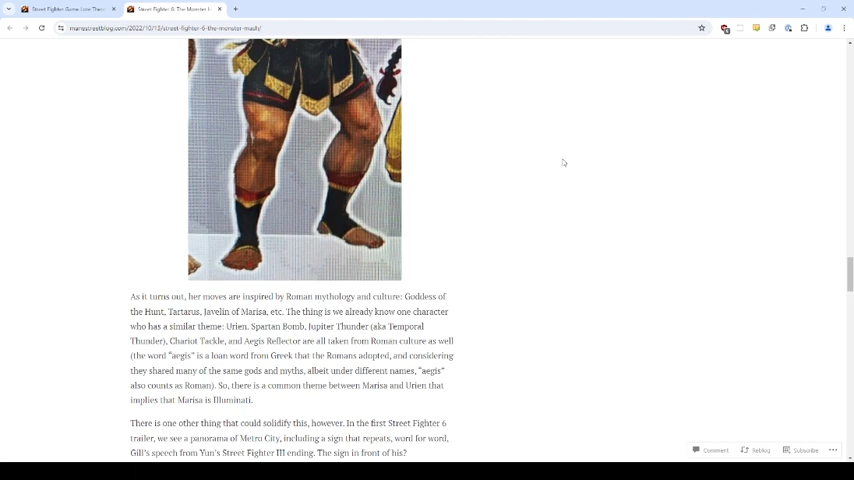 Street Fighter Game Lore Theo
Street Fighter 6: The Monster M
manestreetblog.com/2022/10/13/street-fighter-6-the-monster-mash/
As it turns out, her moves are inspired by Roman mythology and culture: Goddess of
the Hunt, Tartarus, Javelin of Marisa, etc. The thing is we already know one character
who has a similar theme: Urien. Spartan Bomb, Jupiter Thunder (aka Temporal
Thunder), Chariot Tackle, and Aegis Reflector are all taken from Roman culture as well
(the word “aegis” is a loan word from Greek that the Romans adopted, and considering
they shared many of the same gods and myths, albeit under different names, “aegis”
also counts as Roman). So, there is a common theme between Marisa and Urien that
implies that Marisa is Illuminati.
There is one other thing that could solidify this, however. In the first Street Fighter 6
trailer, we see a panorama of Metro City, including a sign that repeats, word for word,
Gill’s speech from Yun’s Street Fighter III ending. The sign in front of his?
Comment Reblog Subscribe